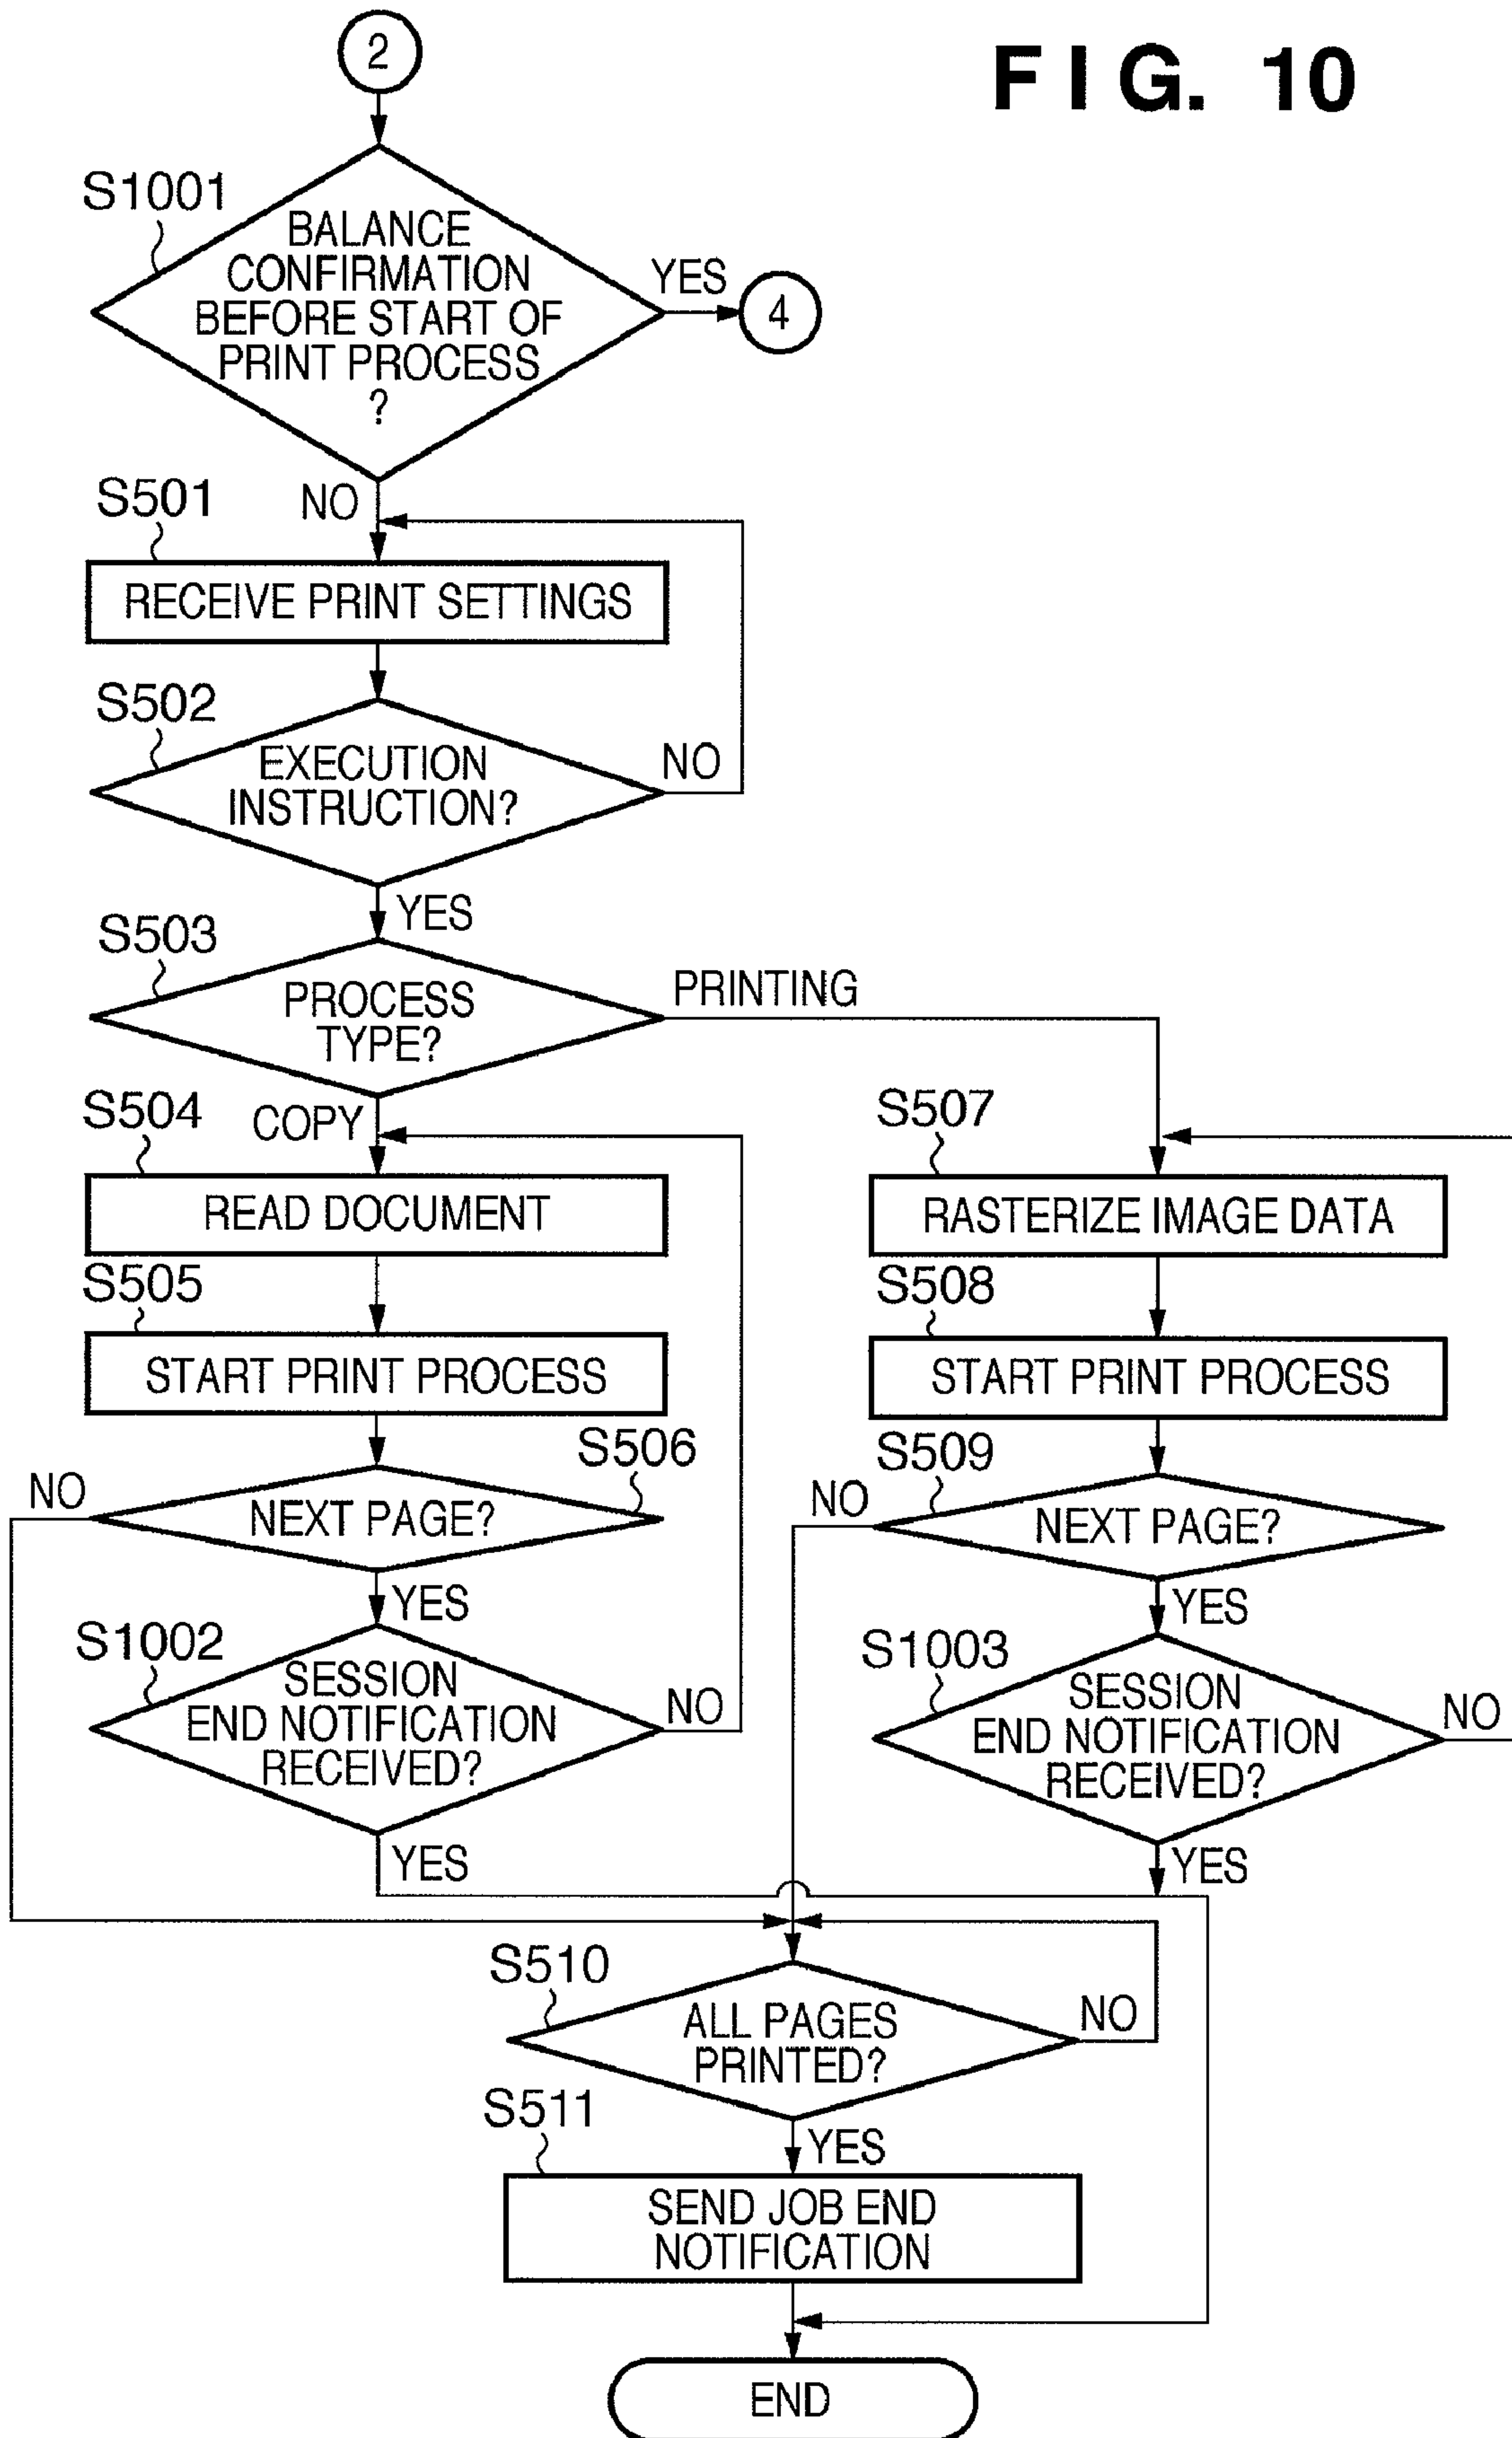 FIG. 10
2
S1001
BALANCE
CONFIRMATION
BEFORE START OF
PRINT PROCESS
?
YES
4
NO
S501
RECEIVE PRINT SETTINGS
S502
EXECUTION
INSTRUCTION?
NO
YES
S503
PROCESS
TYPE?
PRINTING
COPY
S504
READ DOCUMENT
S507
RASTERIZE IMAGE DATA
S505
START PRINT PROCESS
S508
START PRINT PROCESS
S506
NEXT PAGE?
NO
YES
S509
NEXT PAGE?
NO
YES
S1002
SESSION
END NOTIFICATION
RECEIVED?
NO
YES
S1003
SESSION
END NOTIFICATION
RECEIVED?
NO
YES
S510
ALL PAGES
PRINTED?
NO
YES
S511
SEND JOB END
NOTIFICATION
END